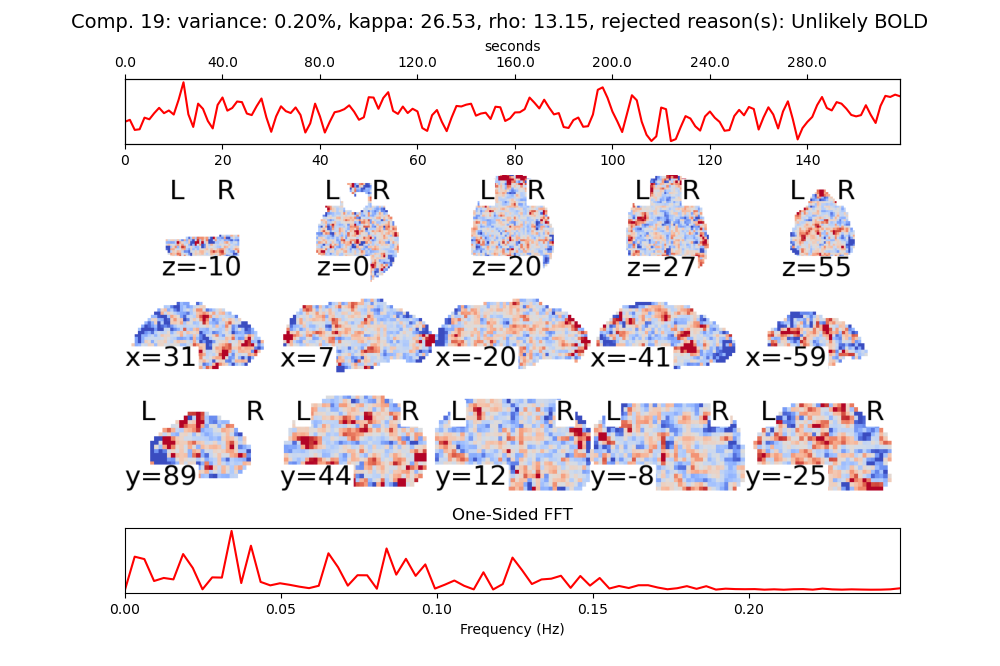 Comp. 19: variance: 0.20%, kappa: 26.53, rho: 13.15, rejected reason(s): Unlikely BOLD
seconds
0.0 40.0 80.0 120.0 160.0 200.0 240.0 280.0
0 20 40 60 80 100 120 140
L R L R L R L R L R
z=-10 z=0 z=20 z=27 z=55
x=31 x=7 x=-20 x=-41 x=-59
L R L R L R L R L R
y=89 y=44 y=12 y=-8 y=-25
One-Sided FFT
0.00 0.05 0.10 0.15 0.20
Frequency (Hz)